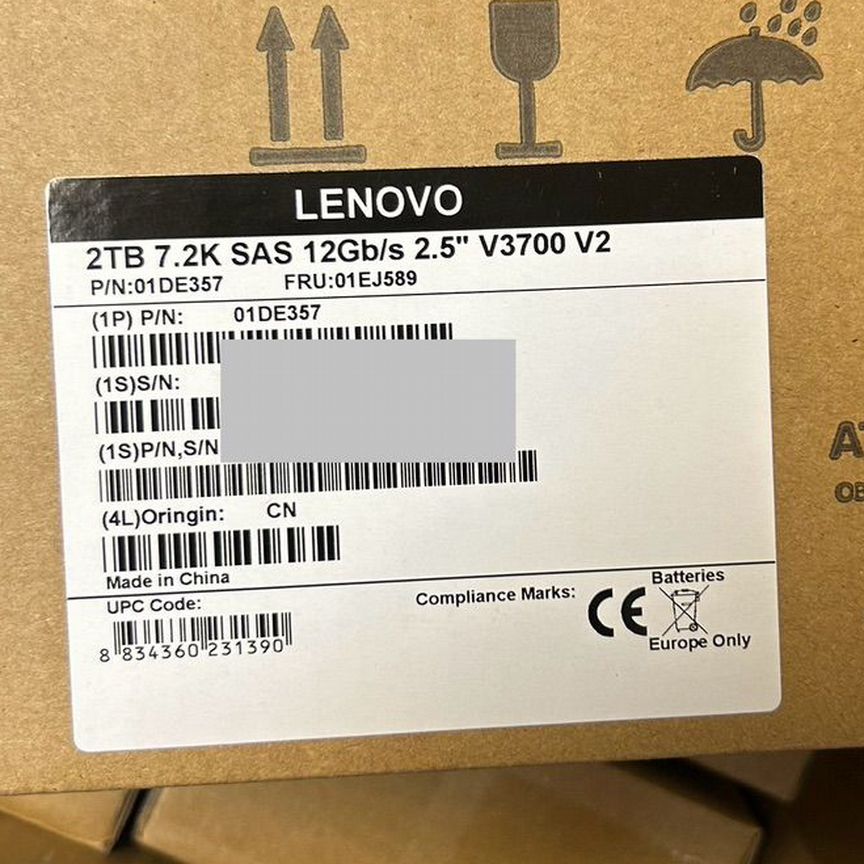 LENOVO
2TB 7.2K SAS 12Gb/s 2.5" V3700 V2
P/N:01DE357 FRU:01EJ589
(1P) P/N: 01DE357
(1S)S/N:
(1S)P/N,S/N
(4L)Oringin: CN
Made in China
UPC Code:
8 834360 231390
Compliance Marks:
CE
Batteries
Europe Only